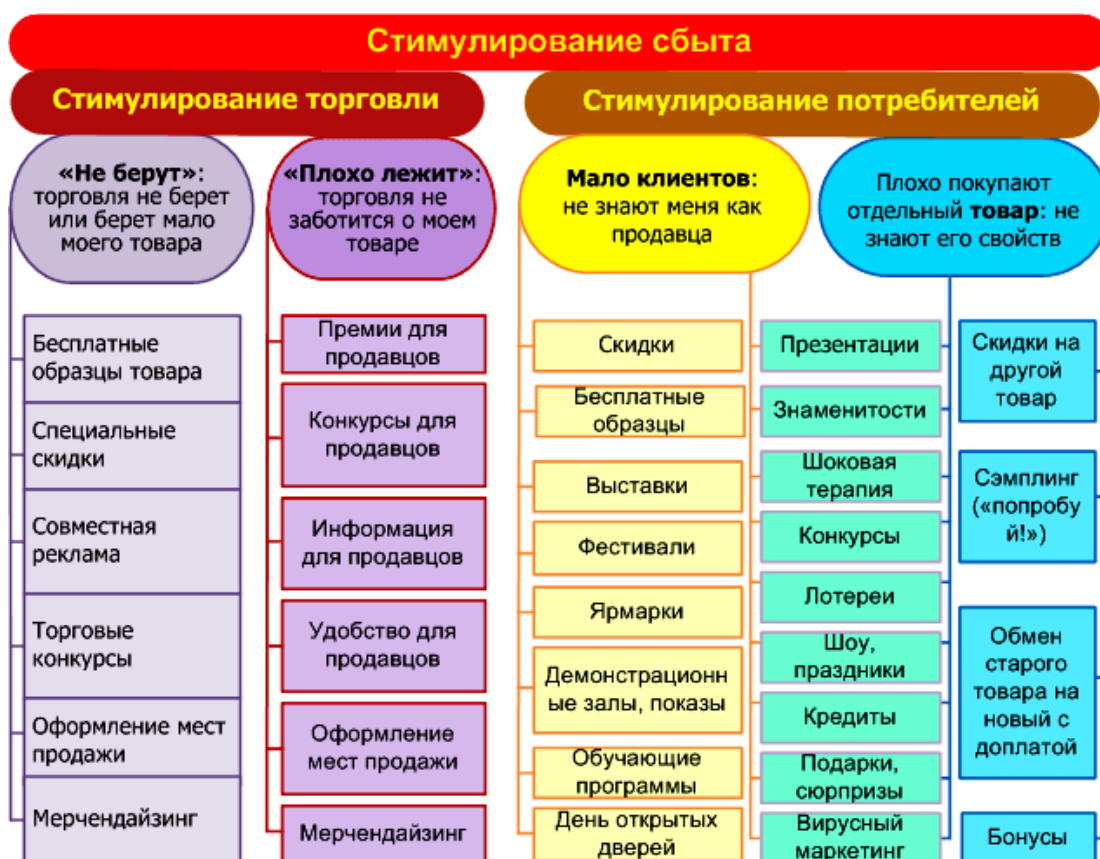 Стимулирование сбыта
Стимулирование торговли
Стимулирование потребителей
«Не берут»:
торговля не берет
или берет мало
моего товара
«Плохо лежит»:
торговля не
заботится о моем
товаре
Мало клиентов:
не знают меня как
продавца
Плохо покупают
отдельный товар: не
знают его свойств
Бесплатные
образцы товара
Специальные
скидки
Совместная
реклама
Торговые
конкурсы
Оформление мест
продажи
Мерчендайзинг
Премии для
продавцов
Конкурсы для
продавцов
Информация
для продавцов
Удобство для
продавцов
Оформление
мест продажи
Мерчендайзинг
Скидки
Бесплатные
образцы
Выставки
Фестивали
Ярмарки
Демонстрационн
ые залы, показы
Обучающие
программы
День открытых
дверей
Презентации
Знаменитости
Шоковая
терапия
Конкурсы
Лотереи
Шоу,
праздники
Кредиты
Подарки,
сюрпризы
Вирусный
маркетинг
Скидки на
другой
товар
Сэмплинг
(«попробу
й!»)
Обмен
старого
товара на
новый с
доплатой
Бонусы